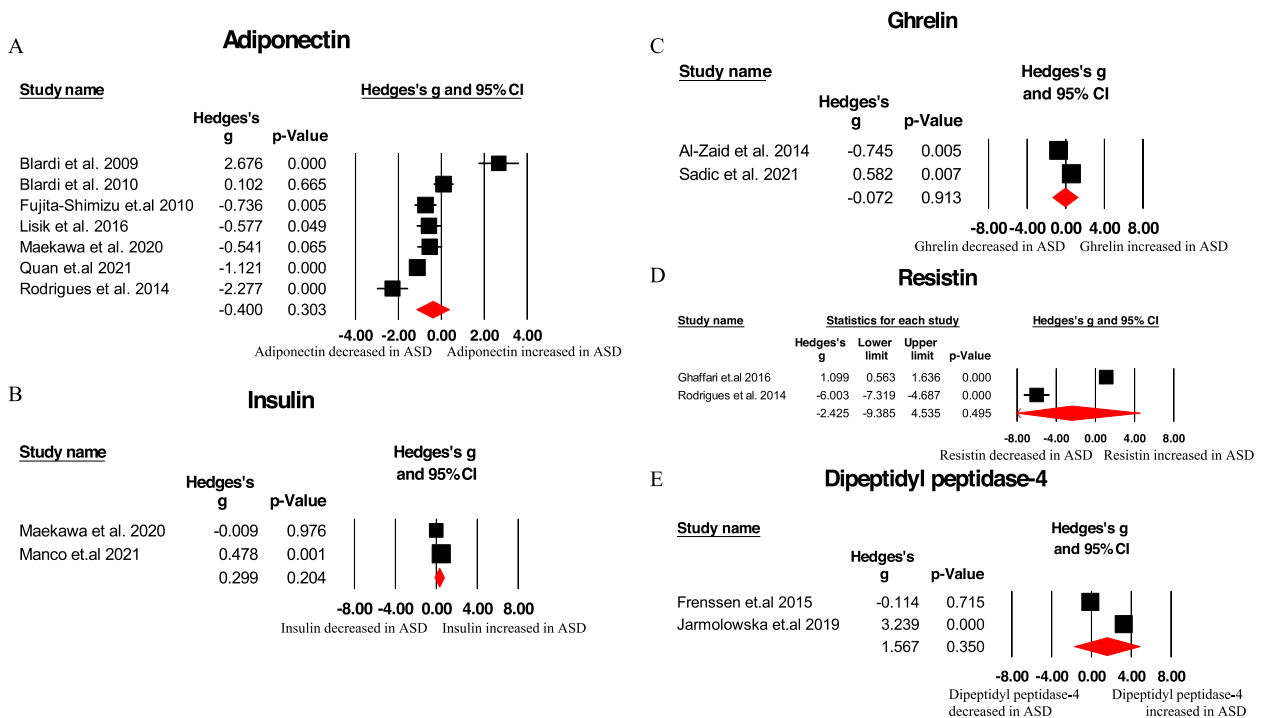 A
Adiponectin
Study name Hedges's g and 95% CI
Hedges's
g p-Value
Blardi et al. 2009 2.676 0.000
Blardi et al. 2010 0.102 0.665
Fujita-Shimizu et.al 2010 -0.736 0.005
Lisik et al. 2016 -0.577 0.049
Maekawa et al. 2020 -0.541 0.065
Quan et.al 2021 -1.121 0.000
Rodrigues et al. 2014 -2.277 0.000
-0.400 0.303
-4.00 -2.00 0.00 2.00 4.00
Adiponectin decreased in ASD Adiponectin increased in ASD
B
Insulin
Study name Hedges's g
and 95%CI
Hedges's
g p-Value
Maekawa et al. 2020 -0.009 0.976
Manco et.al 2021 0.478 0.001
0.299 0.204
-8.00 -4.00 0.00 4.00 8.00
Insulin decreased in ASD Insulin increased in ASD
C
Ghrelin
Study name Hedges's g
and 95% CI
Hedges's
g p-Value
Al-Zaid et al. 2014 -0.745 0.005
Sadic et al. 2021 0.582 0.007
-0.072 0.913
-8.00 -4.00 0.00 4.00 8.00
Ghrelin decreased in ASD Ghrelin increased in ASD
D
Resistin
Study name Statistics for each study Hedges's g and 95% CI
Hedges's Lower Upper
g limit limit p-Value
Ghaffari et.al 2016 1.099 0.563 1.636 0.000
Rodrigues et al. 2014 -6.003 -7.319 -4.687 0.000
-2.425 -9.385 4.535 0.495
-8.00 -4.00 0.00 4.00 8.00
Resistin decreased in ASD Resistin increased in ASD
E
Dipeptidyl peptidase-4
Study name Hedges's g
and 95%CI
Hedges's
g p-Value
Frenssen et.al 2015 -0.114 0.715
Jarmolowska et.al 2019 3.239 0.000
1.567 0.350
-8.00 -4.00 0.00 4.00 8.00
Dipeptidyl peptidase-4 Dipeptidyl peptidase-4
decreased in ASD increased in ASD